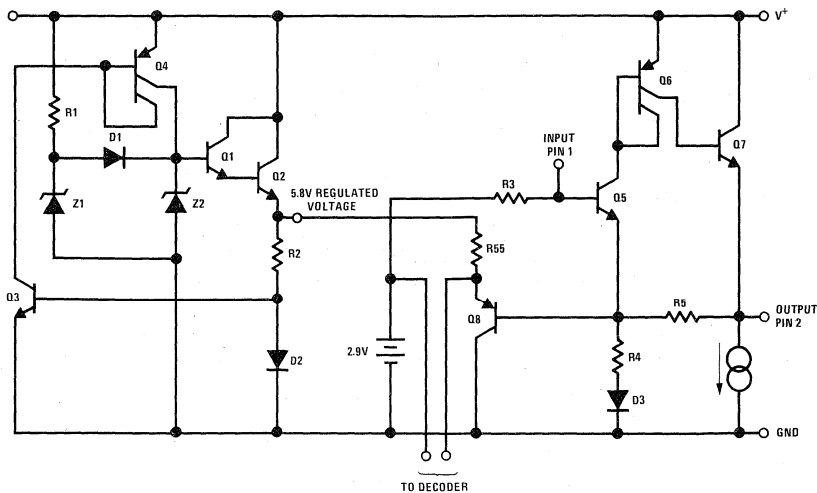 V+
Q4
Q6
R1
D1
Q1
INPUT
PIN 1
Q7
Q2
R3
Z1
Z2
5.8V REGULATED
VOLTAGE
Q5
R2
R55
Q3
Q8
R5
OUTPUT
PIN 2
D2
2.9V
R4
D3
GND
TO DECODER